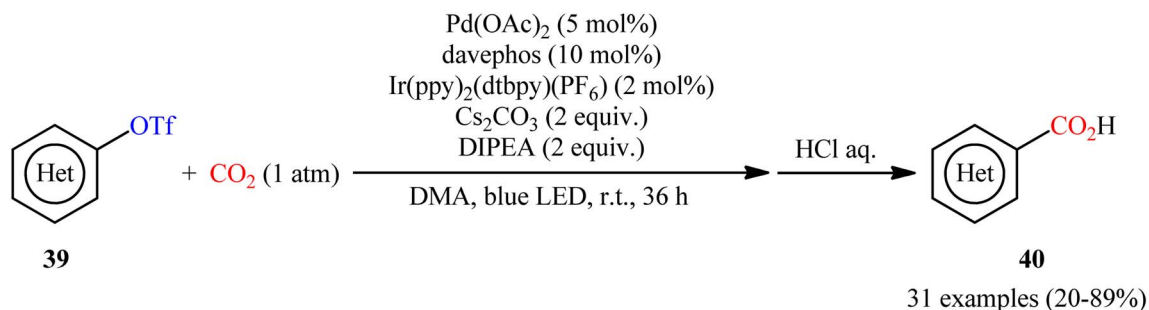 Pd(OAc)2 (5 mol%)
davephos (10 mol%)
Ir(ppy)2(dtbpy)(PF6) (2 mol%)
Cs2CO3 (2 equiv.)
DIPEA (2 equiv.)
OTf
Het
+ CO2 (1 atm)
DMA, blue LED, r.t., 36 h
HCl aq.
CO2H
Het
39
40
31 examples (20-89%)